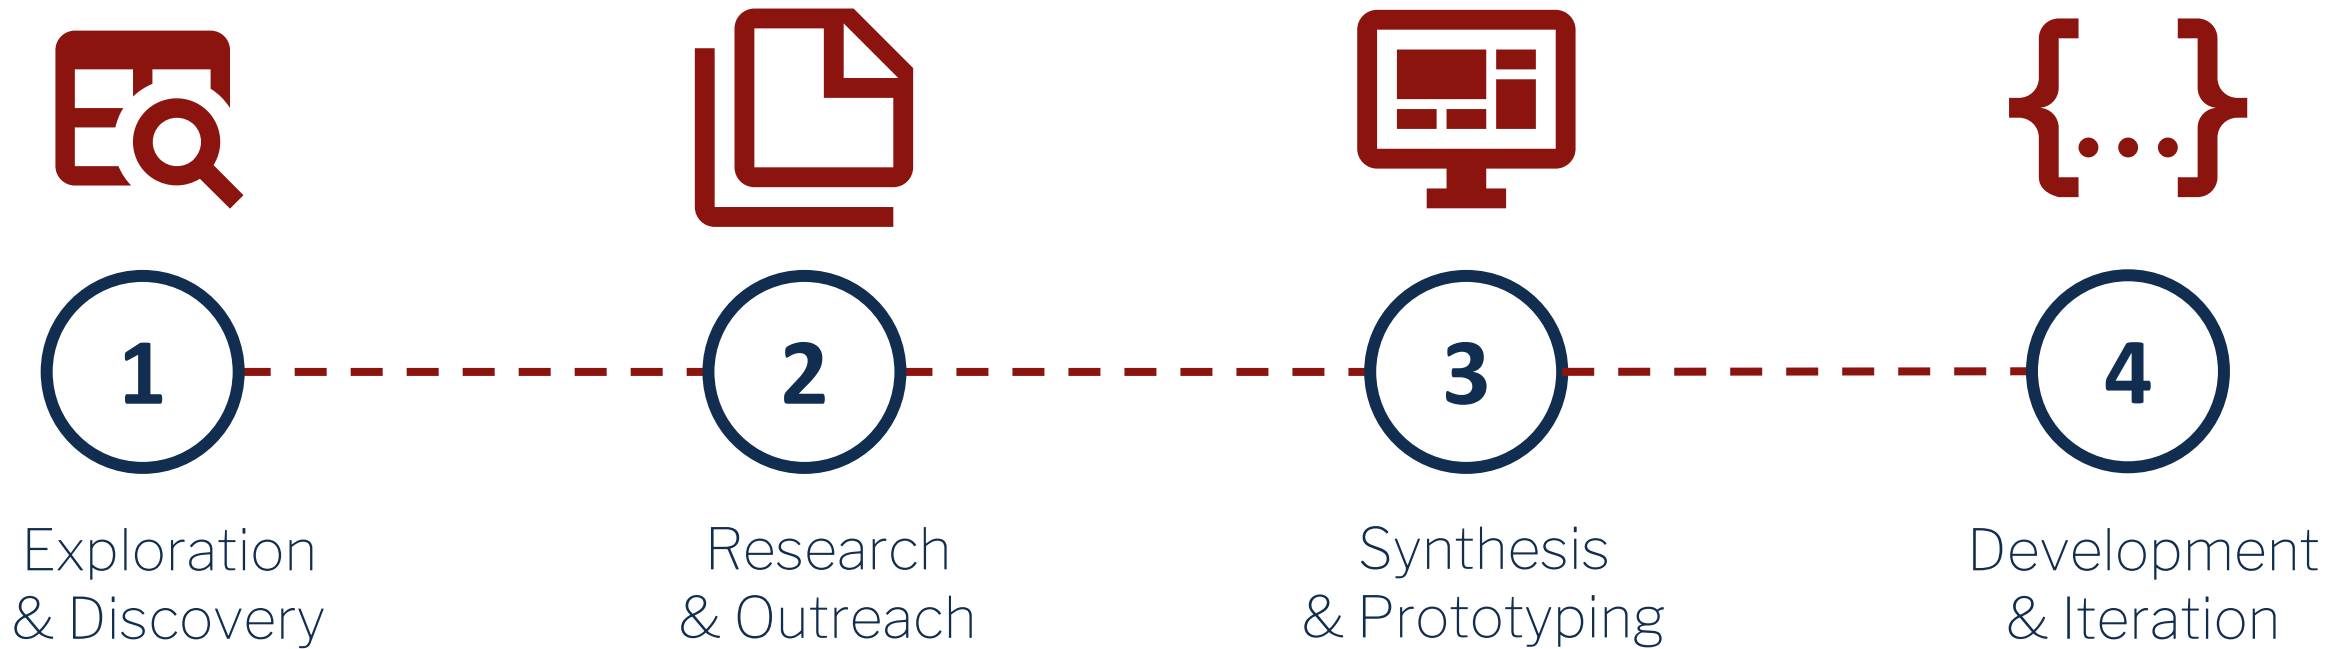 1
2
3
4
Exploration
& Discovery
Research
& Outreach
Synthesis
& Prototyping
Development
& Iteration